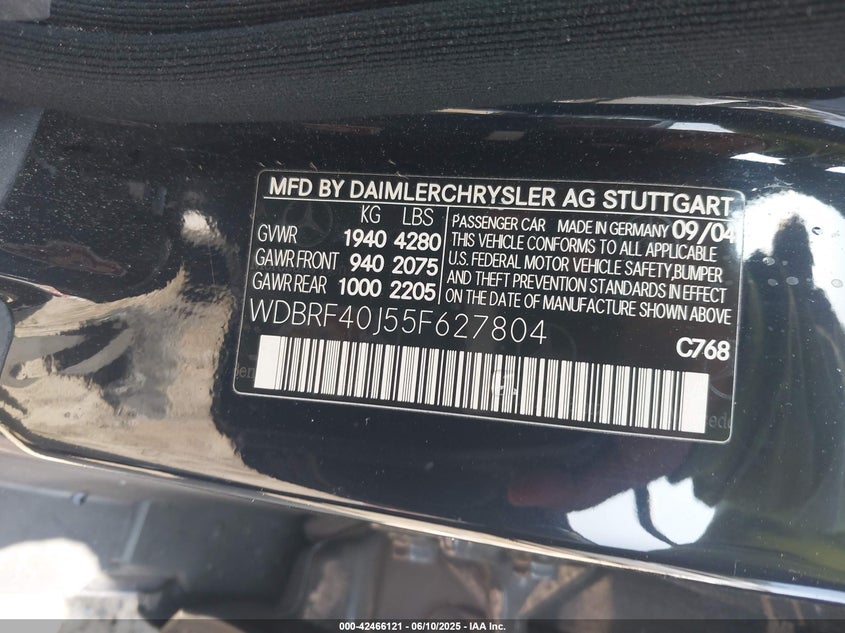 MFD BY DAIMLERCHRYSLER AG STUTTGART
KG LBS
GVWR 1940 4280
GAWR FRONT 940 2075
GAWR REAR 1000 2205
PASSENGER CAR MADE IN GERMANY 09/04
THIS VEHICLE CONFORMS TO ALL APPLICABLE
U.S. FEDERAL MOTOR VEHICLE SAFETY,BUMPER
AND THEFT PREVENTION STANDARDS IN EFFECT
ON THE DATE OF MANUFACTURE SHOWN ABOVE
WDBRF40J55F627804
C768
000-42466121 - 06/10/2025 - IAA Inc.